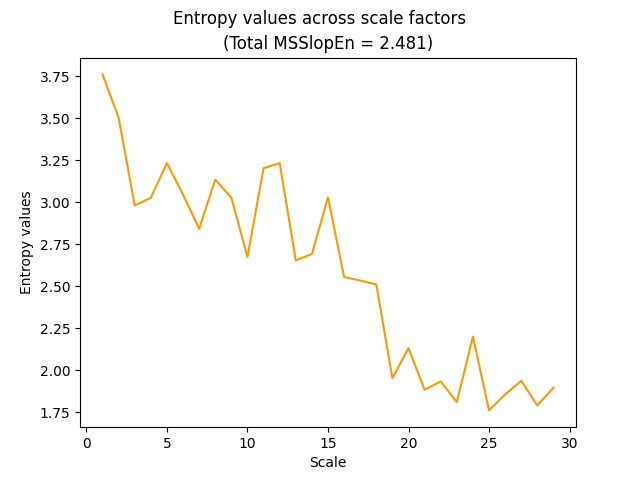 Entropy values across scale factors
(Total MSSlopEn = 2.481)
3.75
3.50
3.25
3.00
2.75
2.50
2.25
2.00
1.75
Entropy values
0 5 10 15 20 25 30
Scale